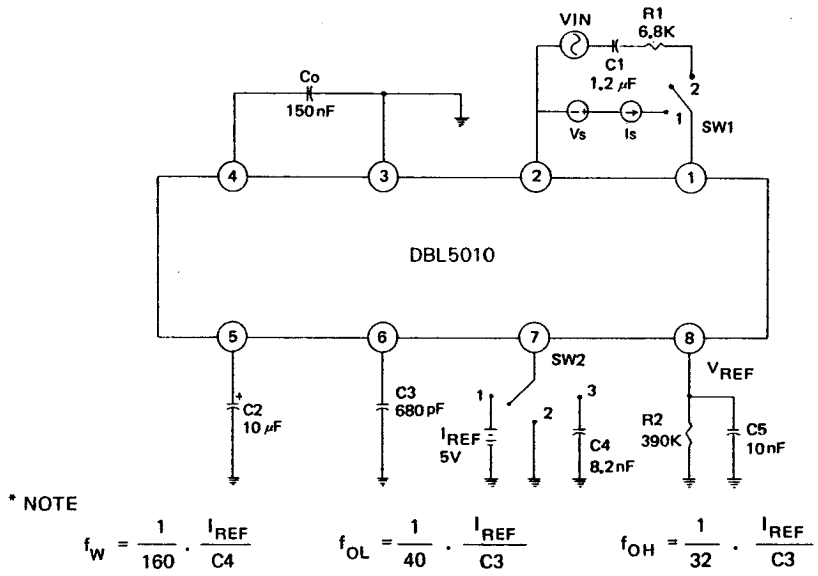 VIN
R1
6.8K
C1
1.2 μF
2
1
SW1
Vs
Is
Co
150nF
4
3
2
1
DBL5010
5
6
7
8
SW2
VREF
C2
10 μF
C3
680pF
1
2
3
IREF
5V
C4
8.2nF
R2
390K
C5
10nF
* NOTE
fW = 1/160 · IREF/C4
fOL = 1/40 · IREF/C3
fOH = 1/32 · IREF/C3